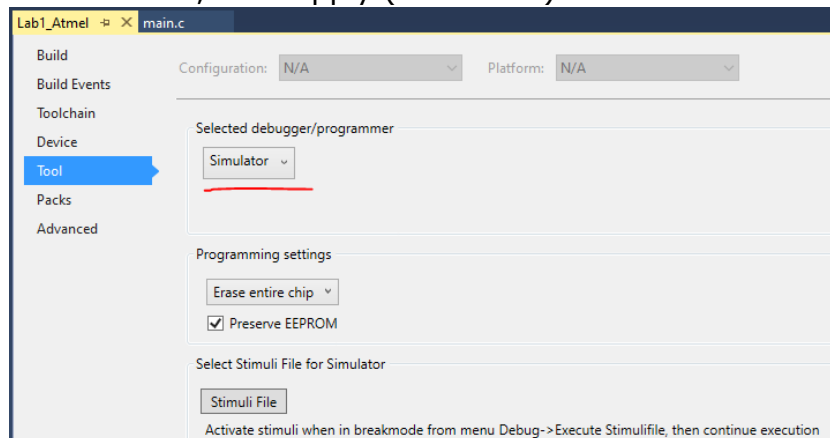 Lab1_Atmel main.c
Build
Configuration: N/A Platform: N/A
Build Events
Toolchain
Selected debugger/programmer
Device
Simulator
Tool
Packs
Advanced
Programming settings
Erase entire chip
Preserve EEPROM
Select Stimuli File for Simulator
Stimuli File
Activate stimuli when in breakmode from menu Debug->Execute Stimulifile, then continue execution